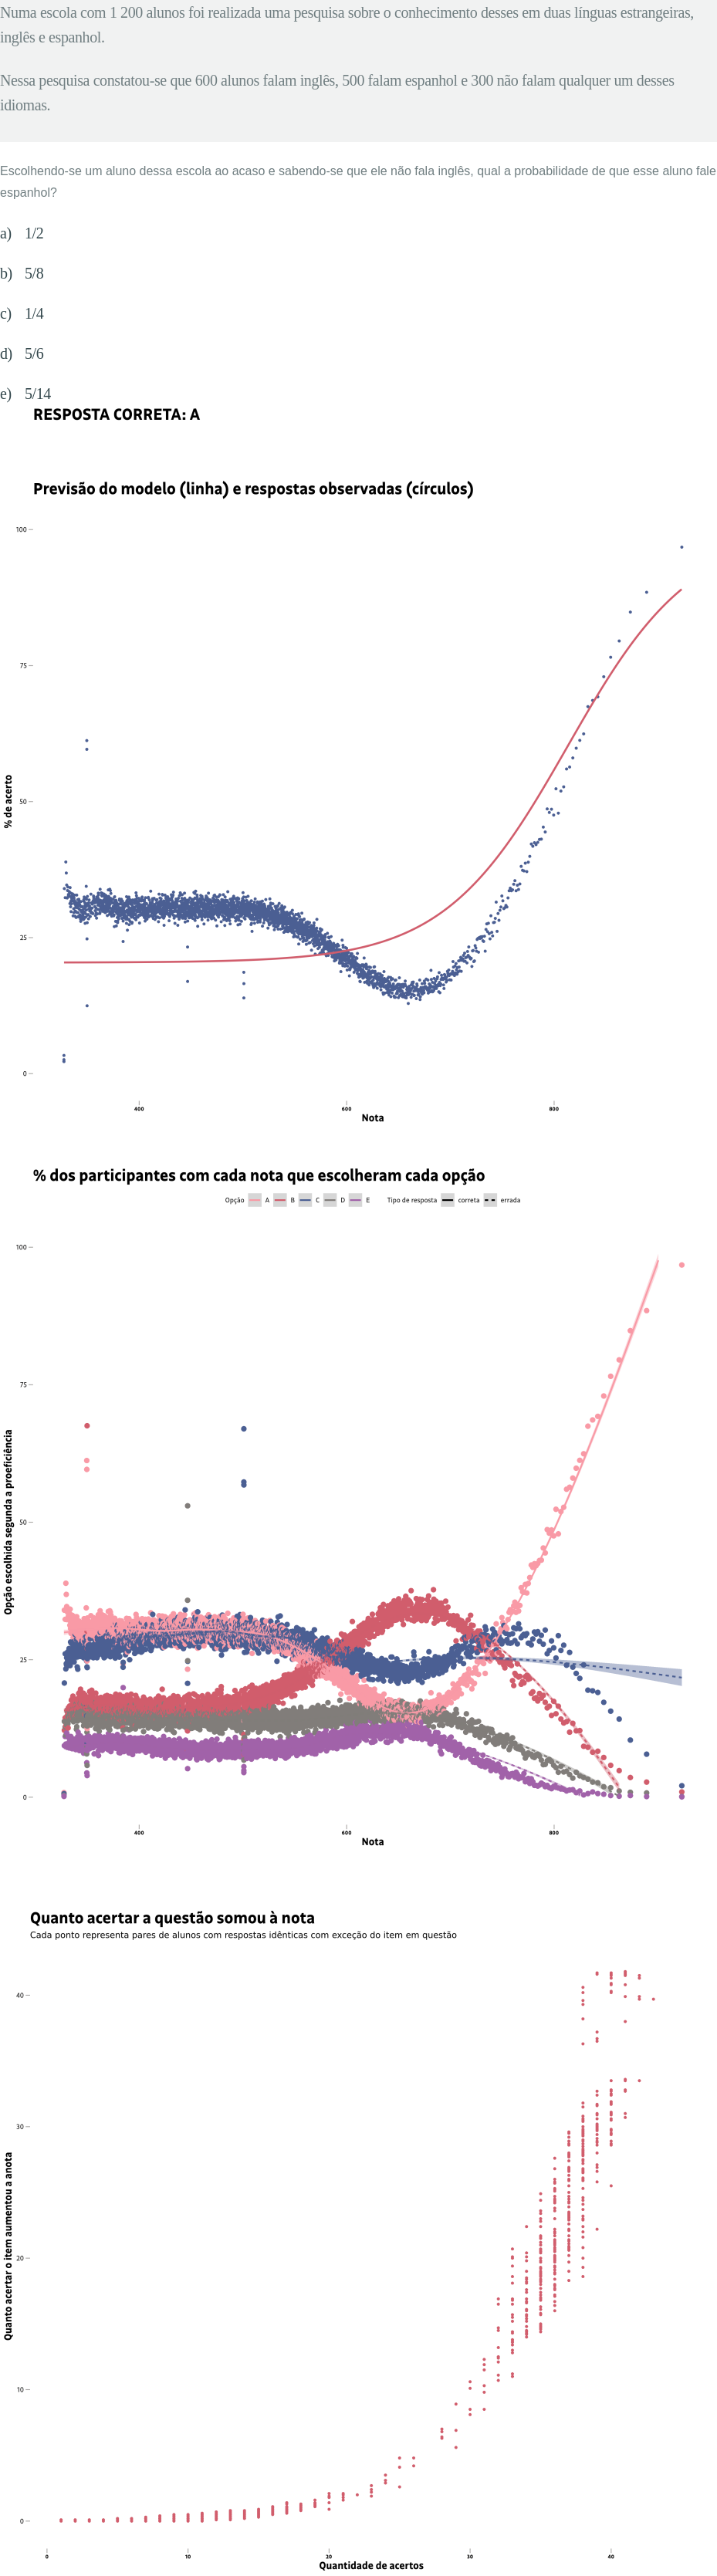 Numa escola com 1 200 alunos foi realizada uma pesquisa sobre o conhecimento desses em duas línguas estrangeiras,
inglês e espanhol.
Nessa pesquisa constatou-se que 600 alunos falam inglês, 500 falam espanhol e 300 não falam qualquer um desses
idiomas.
Escolhendo-se um aluno dessa escola ao acaso e sabendo-se que ele não fala inglês, qual a probabilidade de que esse aluno fale
espanhol?
a) 1/2
b) 5/8
c) 1/4
d) 5/6
e) 5/14
RESPOSTA CORRETA: A
Previsão do modelo (linha) e respostas observadas (círculos)
100
75
50
25
0
% de acerto
400 600 800
Nota
% dos participantes com cada nota que escolheram cada opção
Opção A B C D E Tipo de resposta correta errada
100
75
50
25
0
Opção escolhida segunda a proeficiência
400 600 800
Nota
Quanto acertar a questão somou à nota
Cada ponto representa pares de alunos com respostas idênticas com exceção do item em questão
40
30
20
10
0
Quanto acertar o item aumentou a anota
0 10 20 30 40
Quantidade de acertos